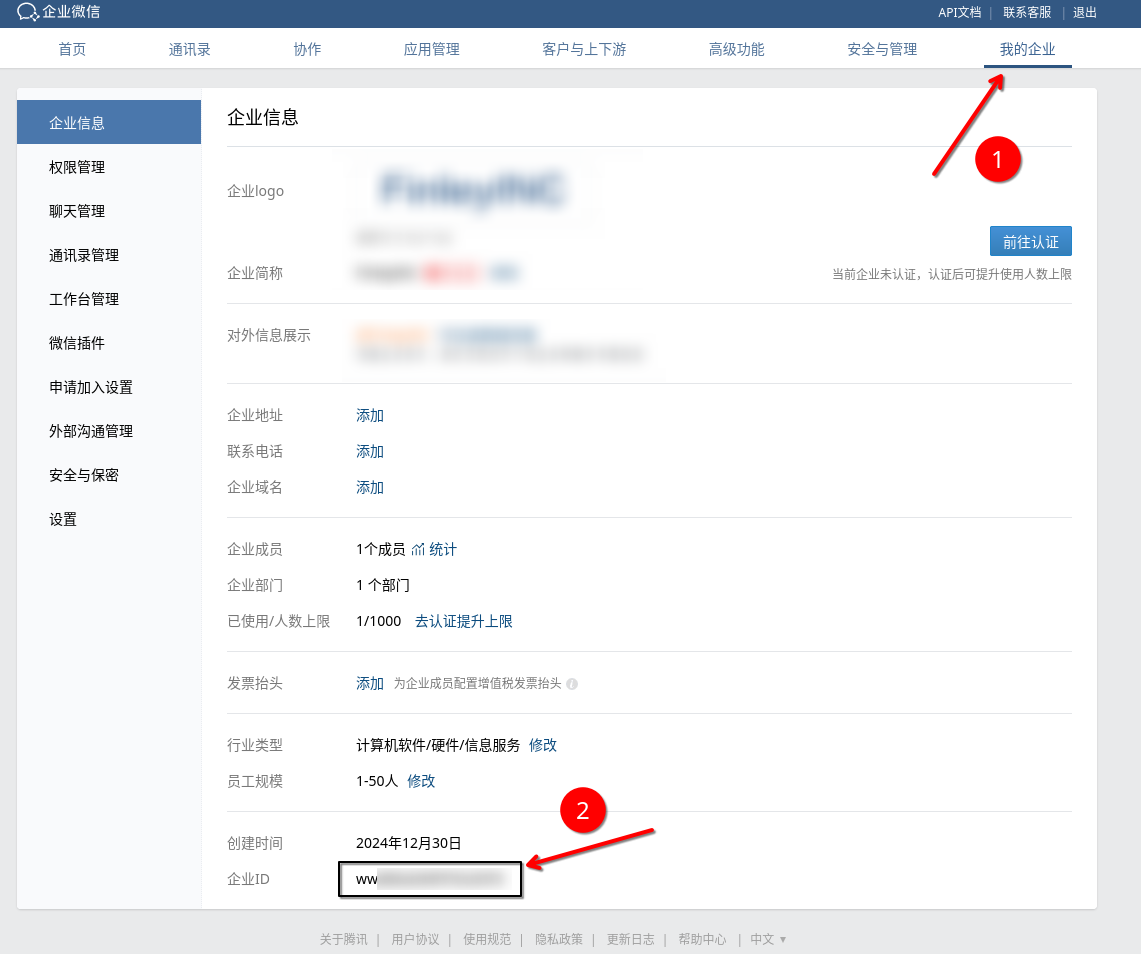 企业微信
API文档 | 联系客服 | 退出
首页 通讯录 协作 应用管理 客户与上下游 高级功能 安全与管理 我的企业
1
企业信息
权限管理
聊天管理
通讯录管理
工作台管理
微信插件
申请加入设置
外部沟通管理
安全与保密
设置
企业信息
企业logo
FinleyINC
前往认证
企业简称
当前企业未认证，认证后可提升使用人数上限
对外信息展示
企业地址 添加
联系电话 添加
企业域名 添加
企业成员 1个成员 统计
企业部门 1 个部门
已使用/人数上限 1/1000 去认证提升上限
发票抬头 添加 为企业成员配置增值税发票抬头 i
行业类型 计算机软件/硬件/信息服务 修改
员工规模 1-50人 修改
2
创建时间 2024年12月30日
企业ID ww
关于腾讯 | 用户协议 | 使用规范 | 隐私政策 | 更新日志 | 帮助中心 | 中文 ▾